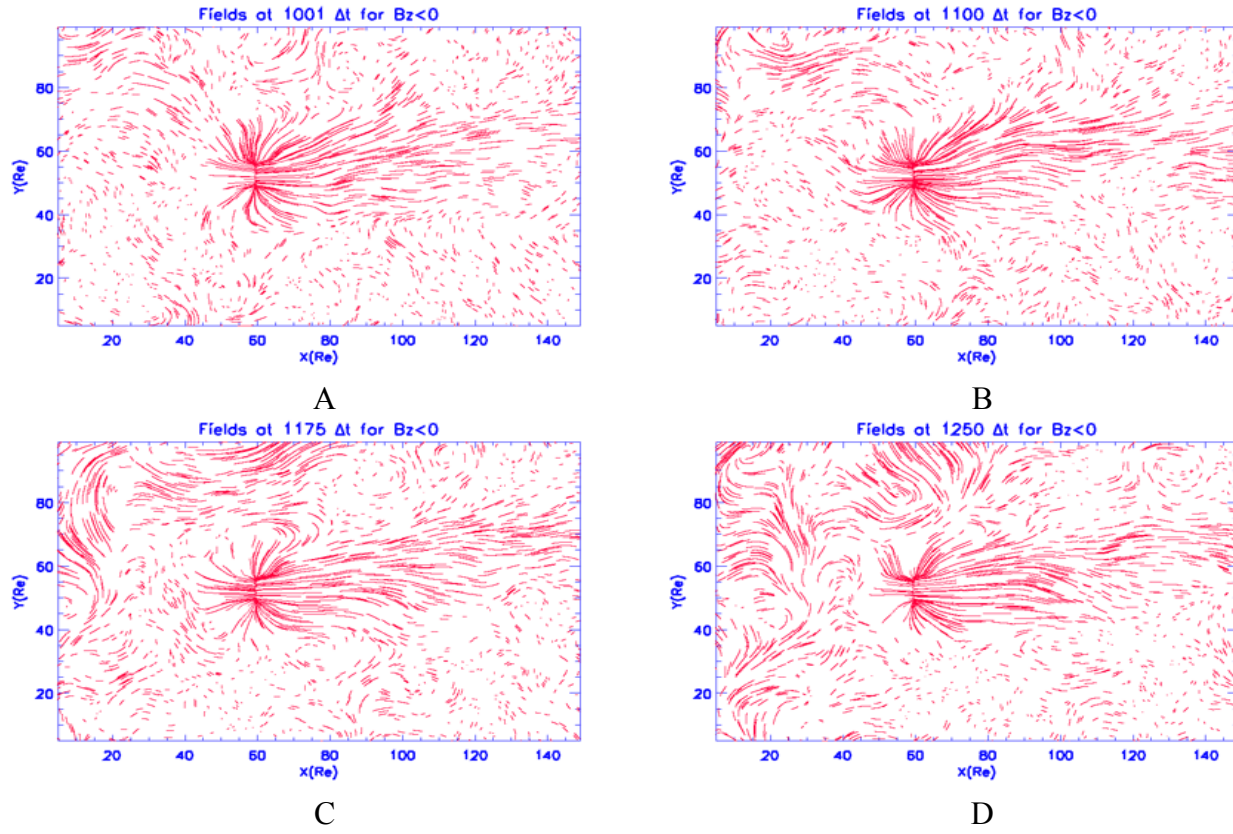 Fields at 1001 Δt for Bz<0
Y(Re)
80
60
40
20
20 40 60 80 100 120 140
X(Re)
A
Fields at 1100 Δt for Bz<0
Y(Re)
80
60
40
20
20 40 60 80 100 120 140
X(Re)
B
Fields at 1175 Δt for Bz<0
Y(Re)
80
60
40
20
20 40 60 80 100 120 140
X(Re)
C
Fields at 1250 Δt for Bz<0
Y(Re)
80
60
40
20
20 40 60 80 100 120 140
X(Re)
D